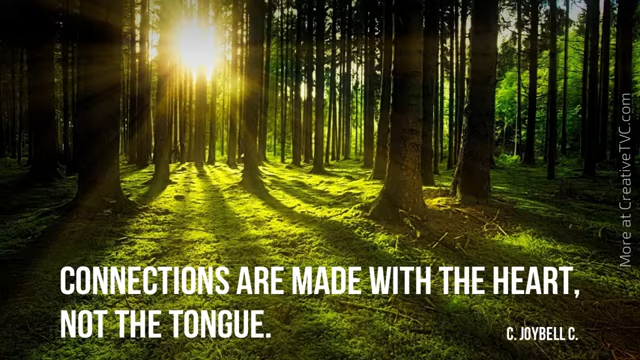 CONNECTIONS ARE MADE WITH THE HEART,
NOT THE TONGUE.
C. JOYBELL C.
More at CreativeTVC.com